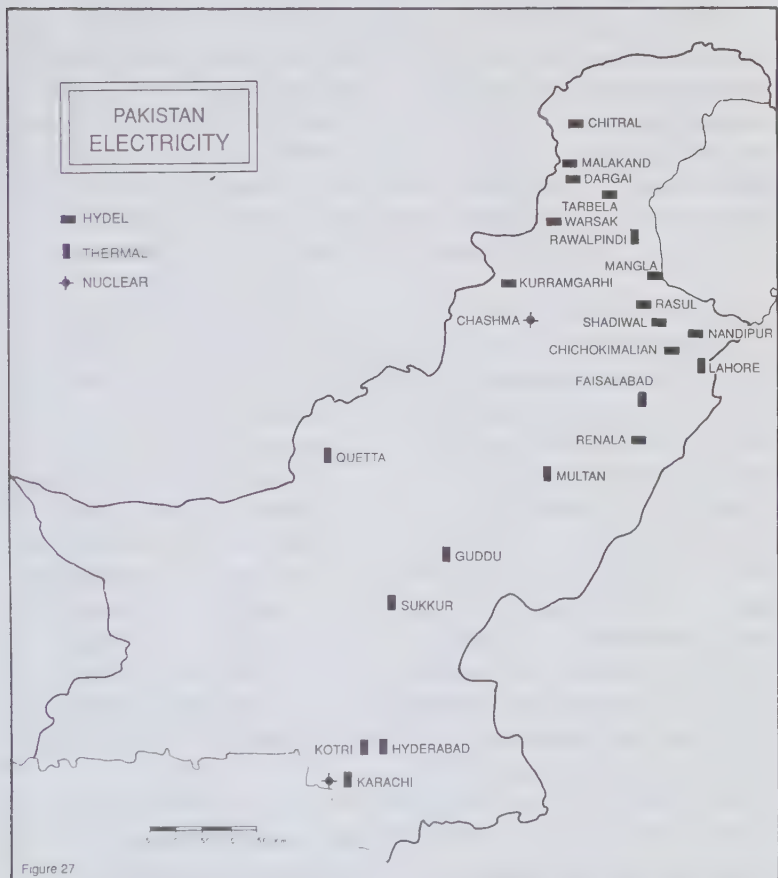 PAKISTAN
ELECTRICITY
HYDEL
THERMAL
NUCLEAR
CHITRAL
MALAKAND
DARGAI
TARBELA
WARSAK
RAWALPINDI
MANGLA
KURRAMGARHI
RASUL
CHASHMA
SHADIWAL
NANDIPUR
CHICHOKIMALIAN
LAHORE
FAISALABAD
RENALA
QUETTA
MULTAN
GUDDU
SUKKUR
KOTRI
HYDERABAD
KARACHI
Figure 27